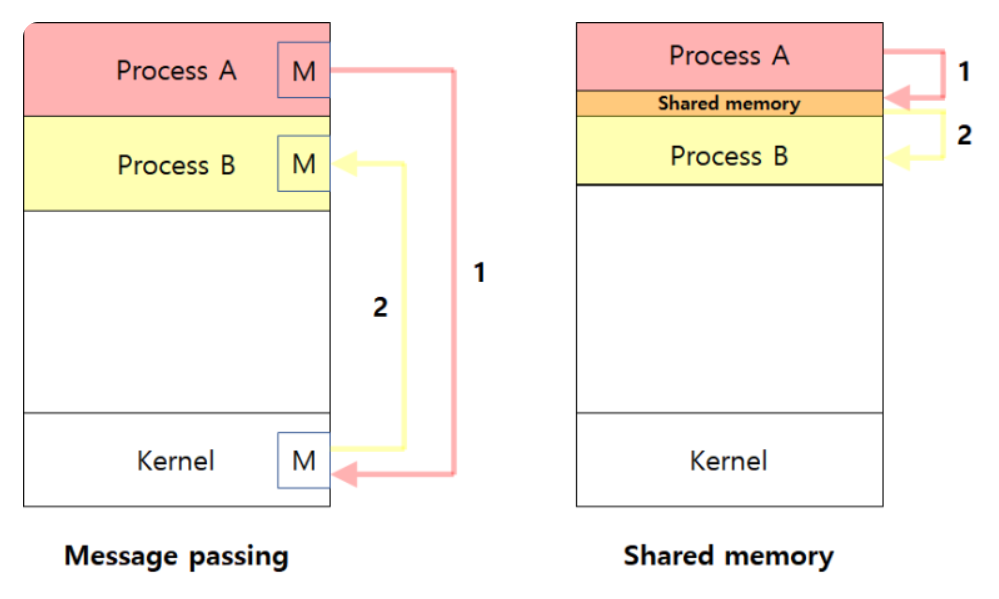 Process A
M
Process B
M
1
2
Kernel
M
Message passing
Process A
1
Shared memory
2
Process B
Kernel
Shared memory